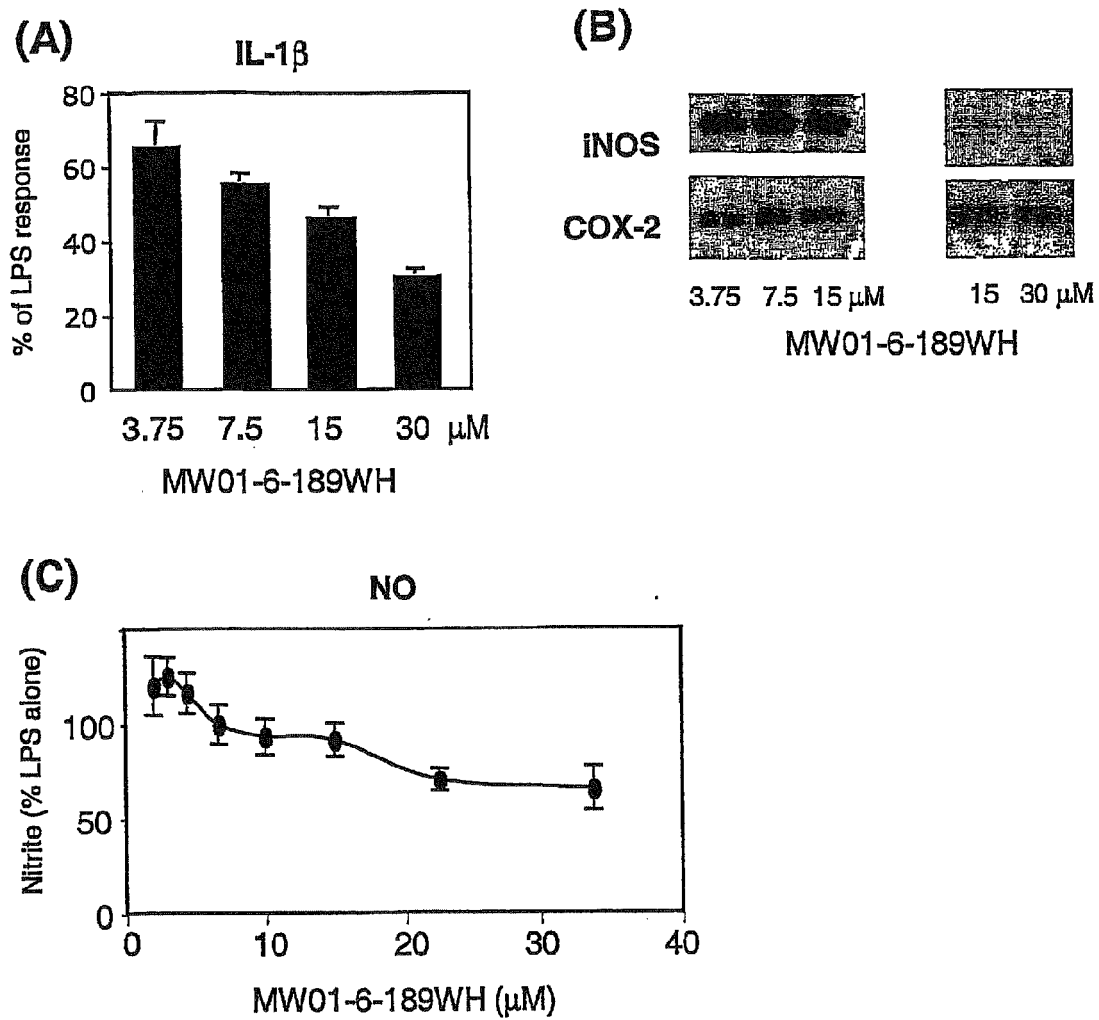 (A)
IL-1β
80
60
40
20
0
% of LPS response
3.75 7.5 15 30 μM
MW01-6-189WH
(B)
iNOS
COX-2
3.75 7.5 15 μM 15 30 μM
MW01-6-189WH
(C)
NO
100
50
0
Nitrite (% LPS alone)
0 10 20 30 40
MW01-6-189WH (μM)